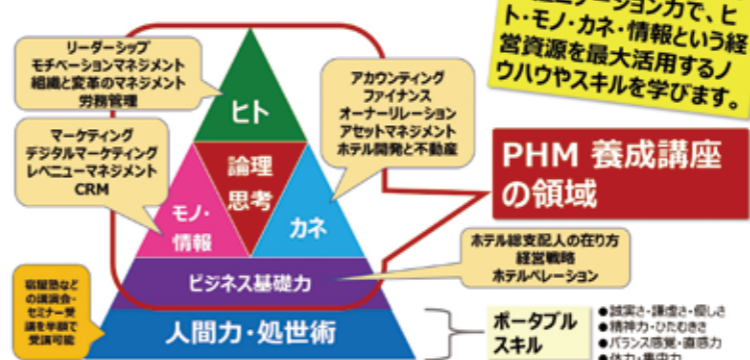 ーション力で、ヒ
ト・モノ・カネ・情報という経
営資源を最大活用するノ
ウハウやスキルを学びます。
リーダーシップ
モチベーションマネジメント
組織と変革のマネジメント
労務管理
アカウンティング
ファイナンス
オーナーリレーション
アセットマネジメント
ホテル開発と不動産
ヒト
マーケティング
デジタルマーケティング
レベニューマネジメント
CRM
論理
思考
モノ・
情報
カネ
PHM 養成講座
の領域
ホテル総支配人の在り方
経営戦略
ホテルペレーション
ビジネス基礎力
宿屋塾など
の講演会・
セミナー受
講を半額で
受講可能
人間力・処世術
ポータブル
スキル
●誠実さ・謙虚さ・優しさ
●精神力・ひたむきさ
●バランス感覚・直感力
●体力・集中力